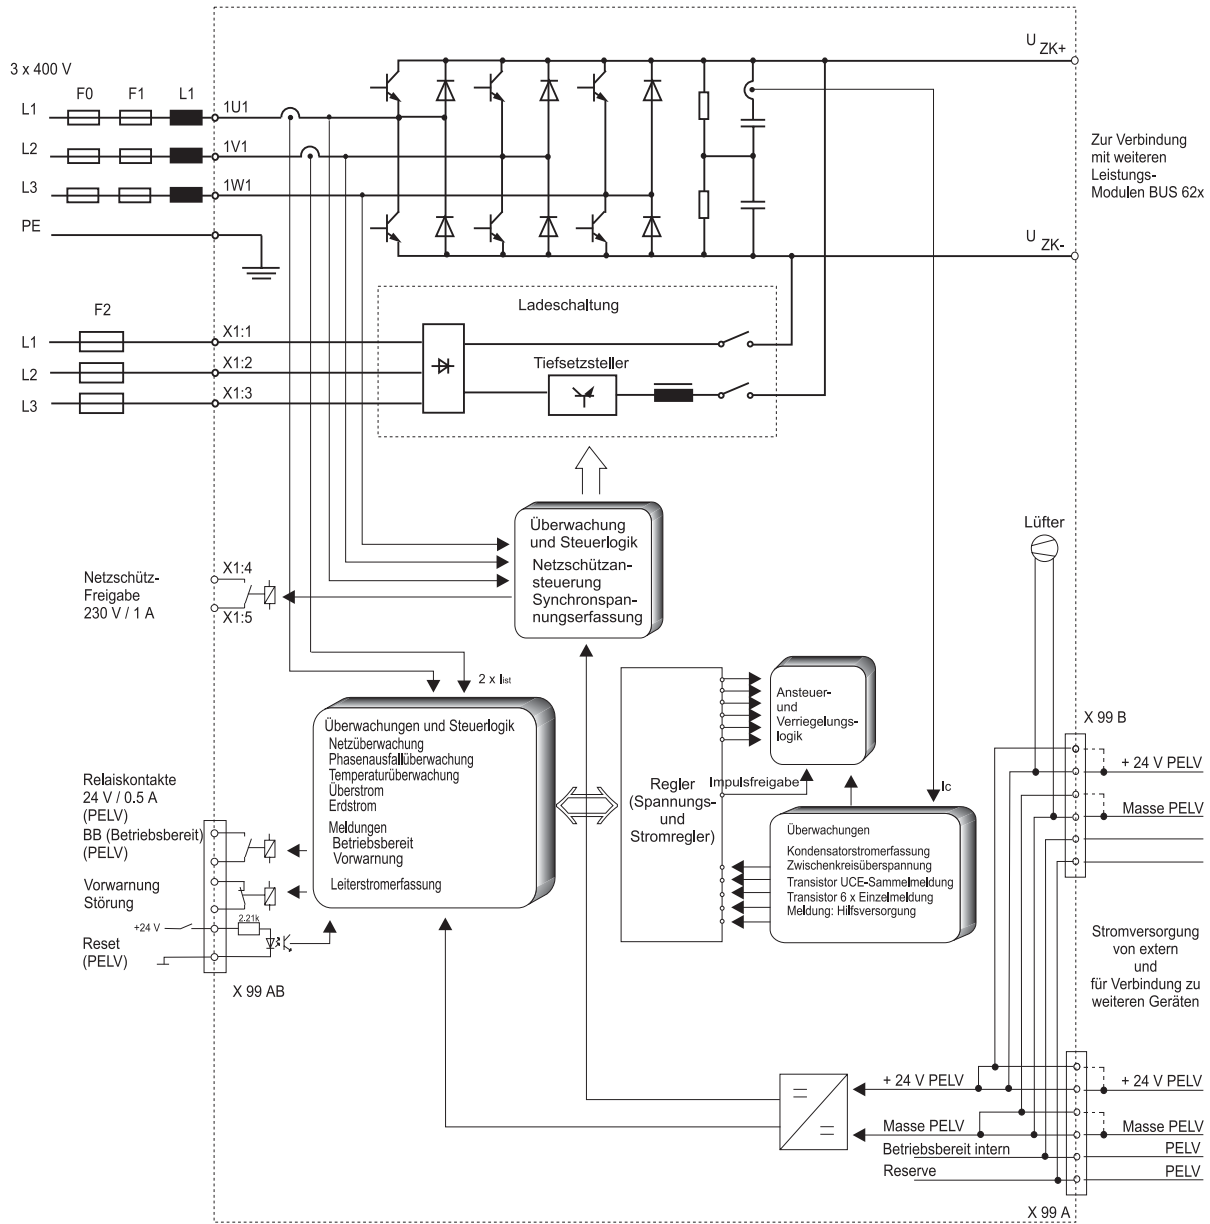 U ZK+
3 x 400 V
F0
F1
L1
L1
1U1
L2
1V1
L3
1W1
PE
Zur Verbindung
mit weiteren
Leistungs-
Modulen BUS 62x
U ZK-
Ladeschaltung
F2
L1
X1:1
L2
X1:2
L3
X1:3
Tiefsetzsteller
Überwachung
und Steuerlogik
Netzschützan-
steuerung
Synchronspan-
nungserfassung
Lüfter
Netzschütz-
Freigabe
230 V / 1 A
X1:4
X1:5
2 x Iist
Überwachungen und Steuerlogik
Netzüberwachung
Phasenausfallüberwachung
Temperaturüberwachung
Überstrom
Erdstrom
Meldungen
Betriebsbereit
Vorwarnung
Leiterstromerfassung
Regler
(Spannungs-
und
Stromregler)
Ansteuer-
und
Verriegelungs-
logik
Impulsfreigabe
Ic
Überwachungen
Kondensatorstromerfassung
Zwischenkreisüberspannung
Transistor UCE-Sammelmeldung
Transistor 6 x Einzelmeldung
Meldung: Hilfsversorgung
X 99 B
+ 24 V PELV
Masse PELV
Relaiskontakte
24 V / 0.5 A
(PELV)
BB (Betriebsbereit)
(PELV)
Vorwarnung
Störung
+24 V
2.21k
Reset
(PELV)
X 99 AB
Stromversorgung
von extern
und
für Verbindung zu
weiteren Geräten
+ 24 V PELV
+ 24 V PELV
Masse PELV
Masse PELV
Betriebsbereit intern
PELV
Reserve
PELV
X 99 A